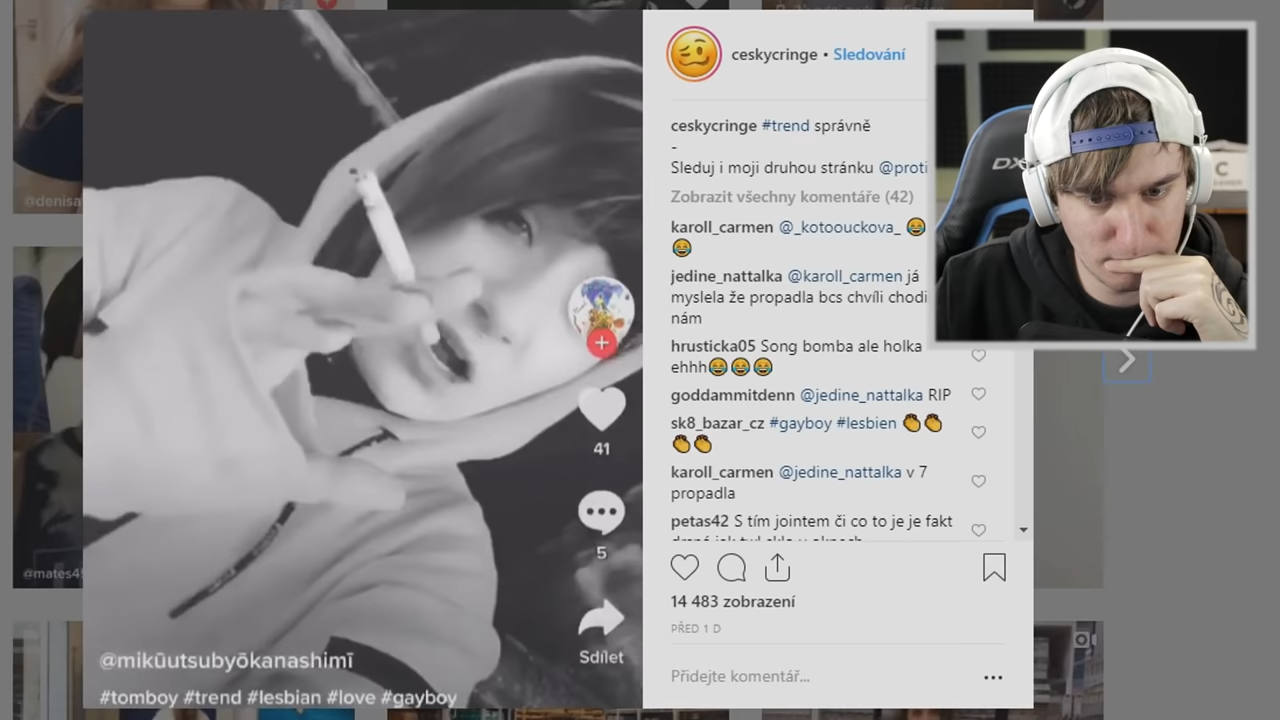 ceskycringe • Sledování
ceskycringe #trend správně
-
Sleduj i moji druhou stránku @proti
Zobrazit všechny komentáře (42)
karoll_carmen @_kotoouckova_ 😂
😂
jedine_nattalka @karoll_carmen já
myslela že propadla bcs chvíli chodi
nám
hrusticka05 Song bomba ale holka
ehhh😂😂😂
goddammitdenn @jedine_nattalka RIP
sk8_bazar_cz #gayboy #lesbien 👏👏
👏👏
karoll_carmen @jedine_nattalka v 7
propadla
petas42 S tím jointem či co to je je fakt
14 483 zobrazení
PŘED 1 D
Přidejte komentář...
41
5
Sdílet
@mikūutsubyōkanashimī
#tomboy #trend #lesbian #love #gayboy
@denisa
@mates45
DX
C